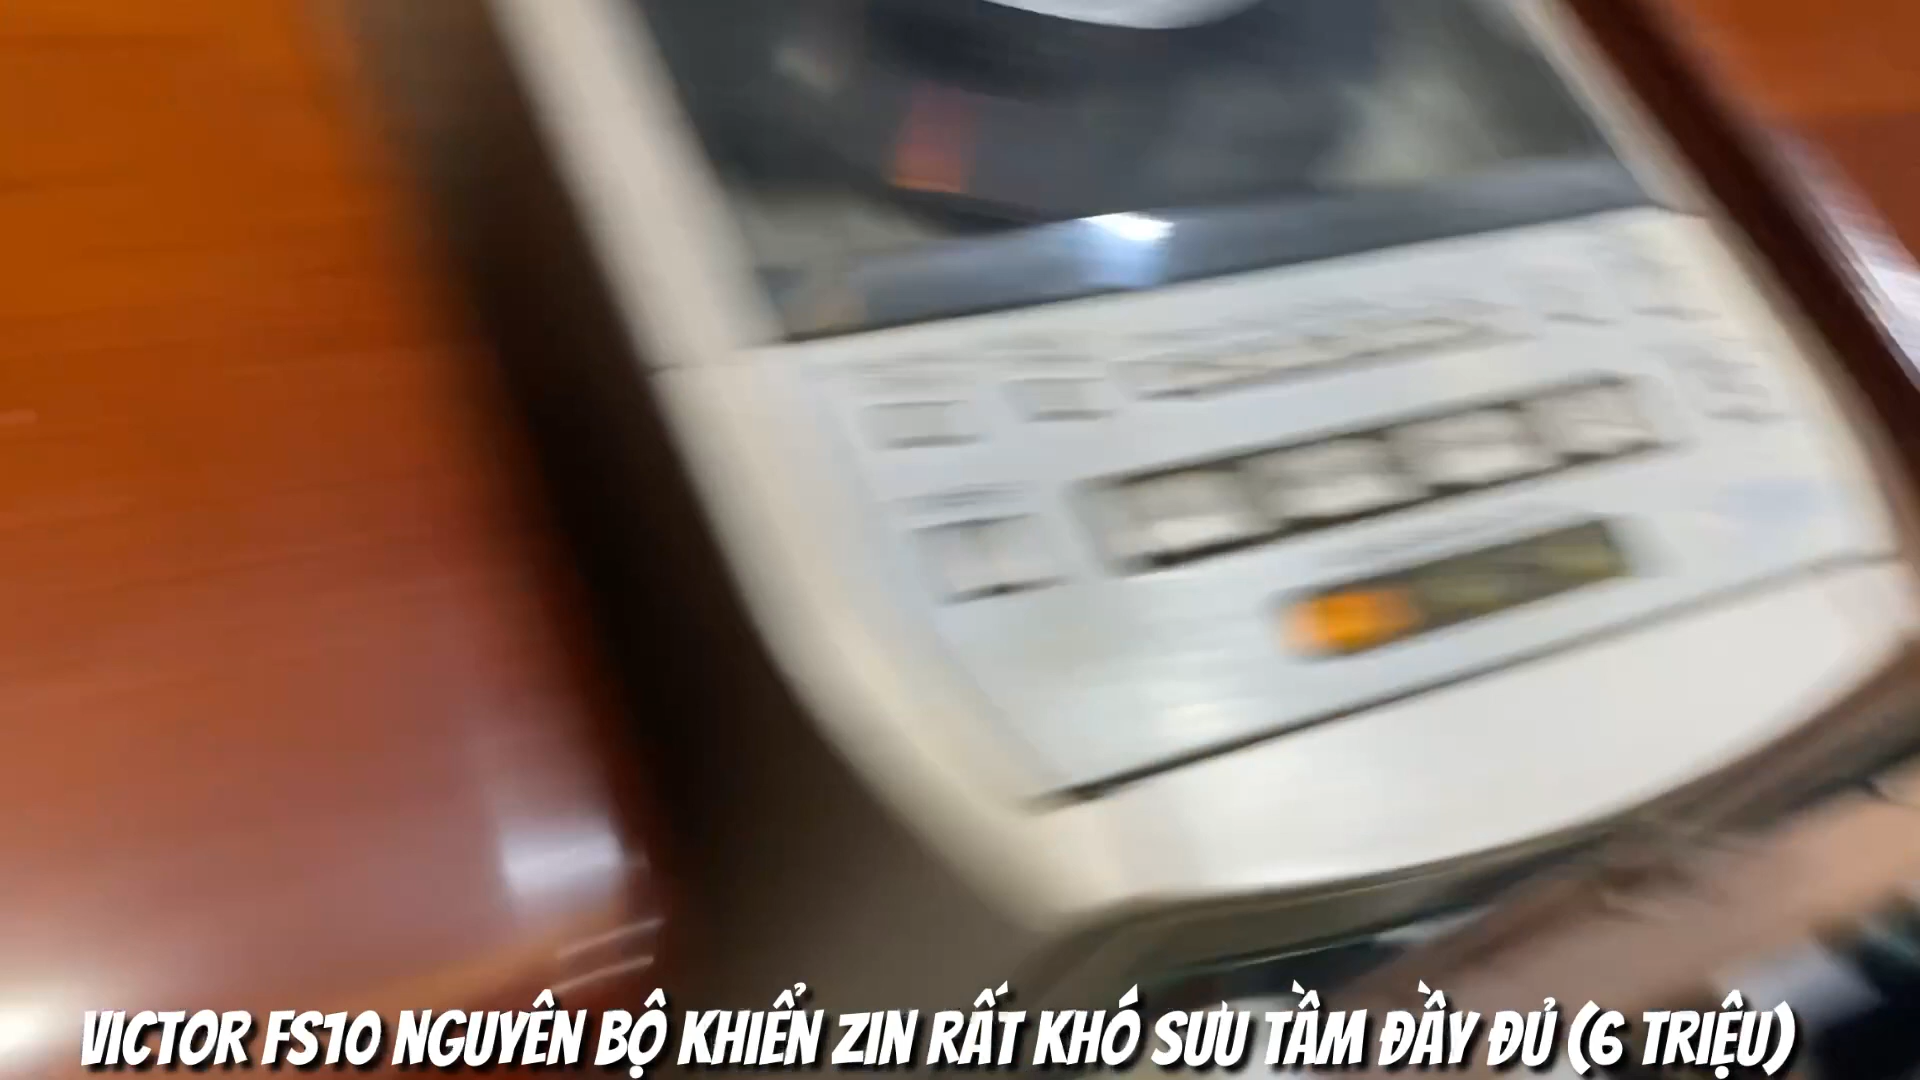 VICTOR FS10 NGUYÊN BỘ KHIỂN ZIN RẤT KHÓ SƯU TẦM ĐẦY ĐỦ (6 TRIỆU)